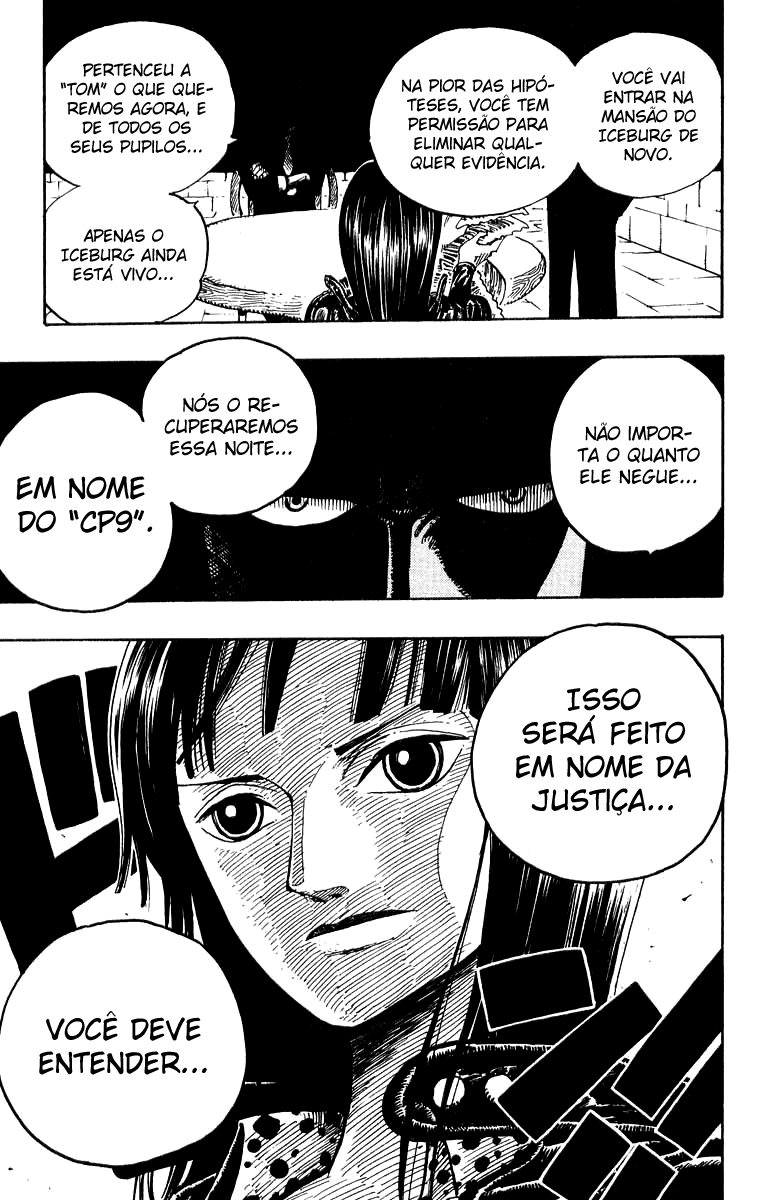 VOCÊ VAI
ENTRAR NA
MANSÃO DO
ICEBURG DE
NOVO.
NA PIOR DAS HIPÓ-
TESES, VOCÊ TEM
PERMISSÃO PARA
ELIMINAR QUAL-
QUER EVIDÊNCIA.
PERTENCEU A
"TOM" O QUE QUE-
REMOS AGORA, E
DE TODOS OS
SEUS PUPILOS...
APENAS O
ICEBURG AINDA
ESTÁ VIVO...
NÃO IMPOR-
TA O QUANTO
ELE NEGUE...
NÓS O RE-
CUPERAREMOS
ESSA NOITE...
EM NOME
DO "CP9".
ISSO
SERÁ FEITO
EM NOME DA
JUSTIÇA...
VOCÊ DEVE
ENTENDER...